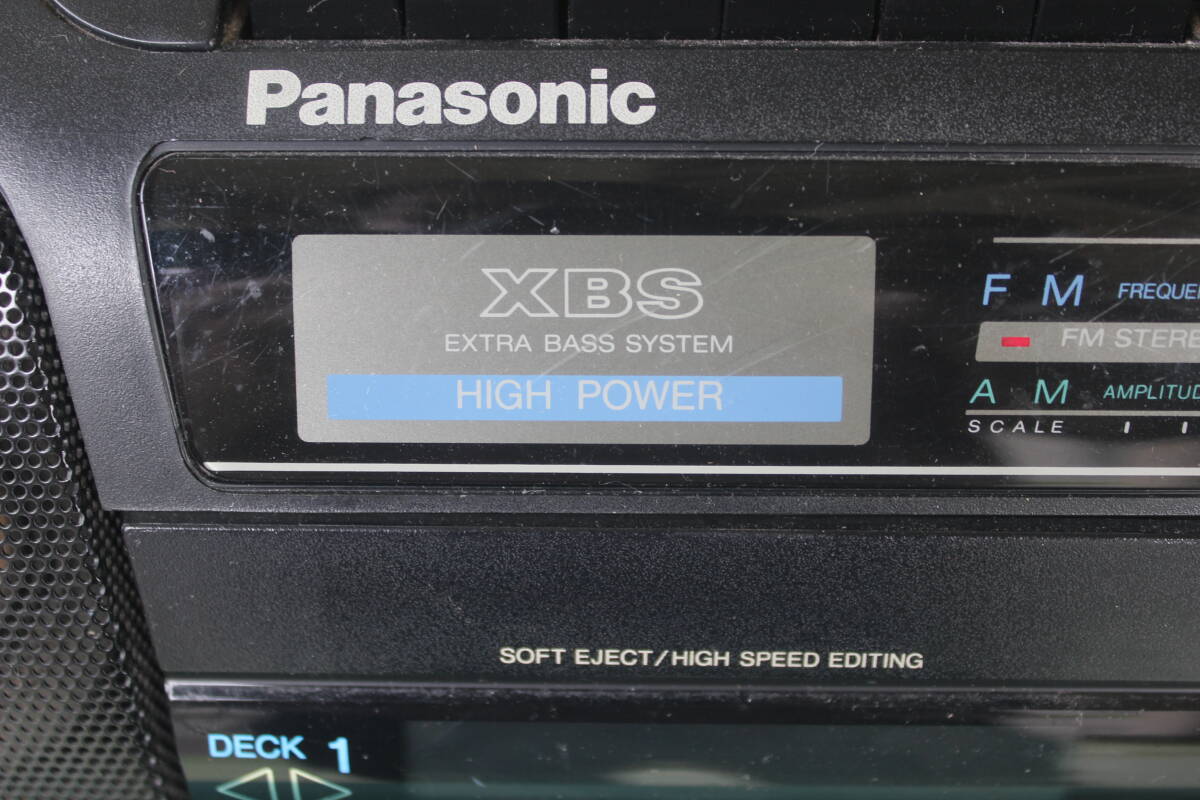 Panasonic
XBS
EXTRA BASS SYSTEM
HIGH POWER
F M
FM STERE
A M
SCALE
SOFT EJECT/HIGH SPEED EDITING
DECK 1